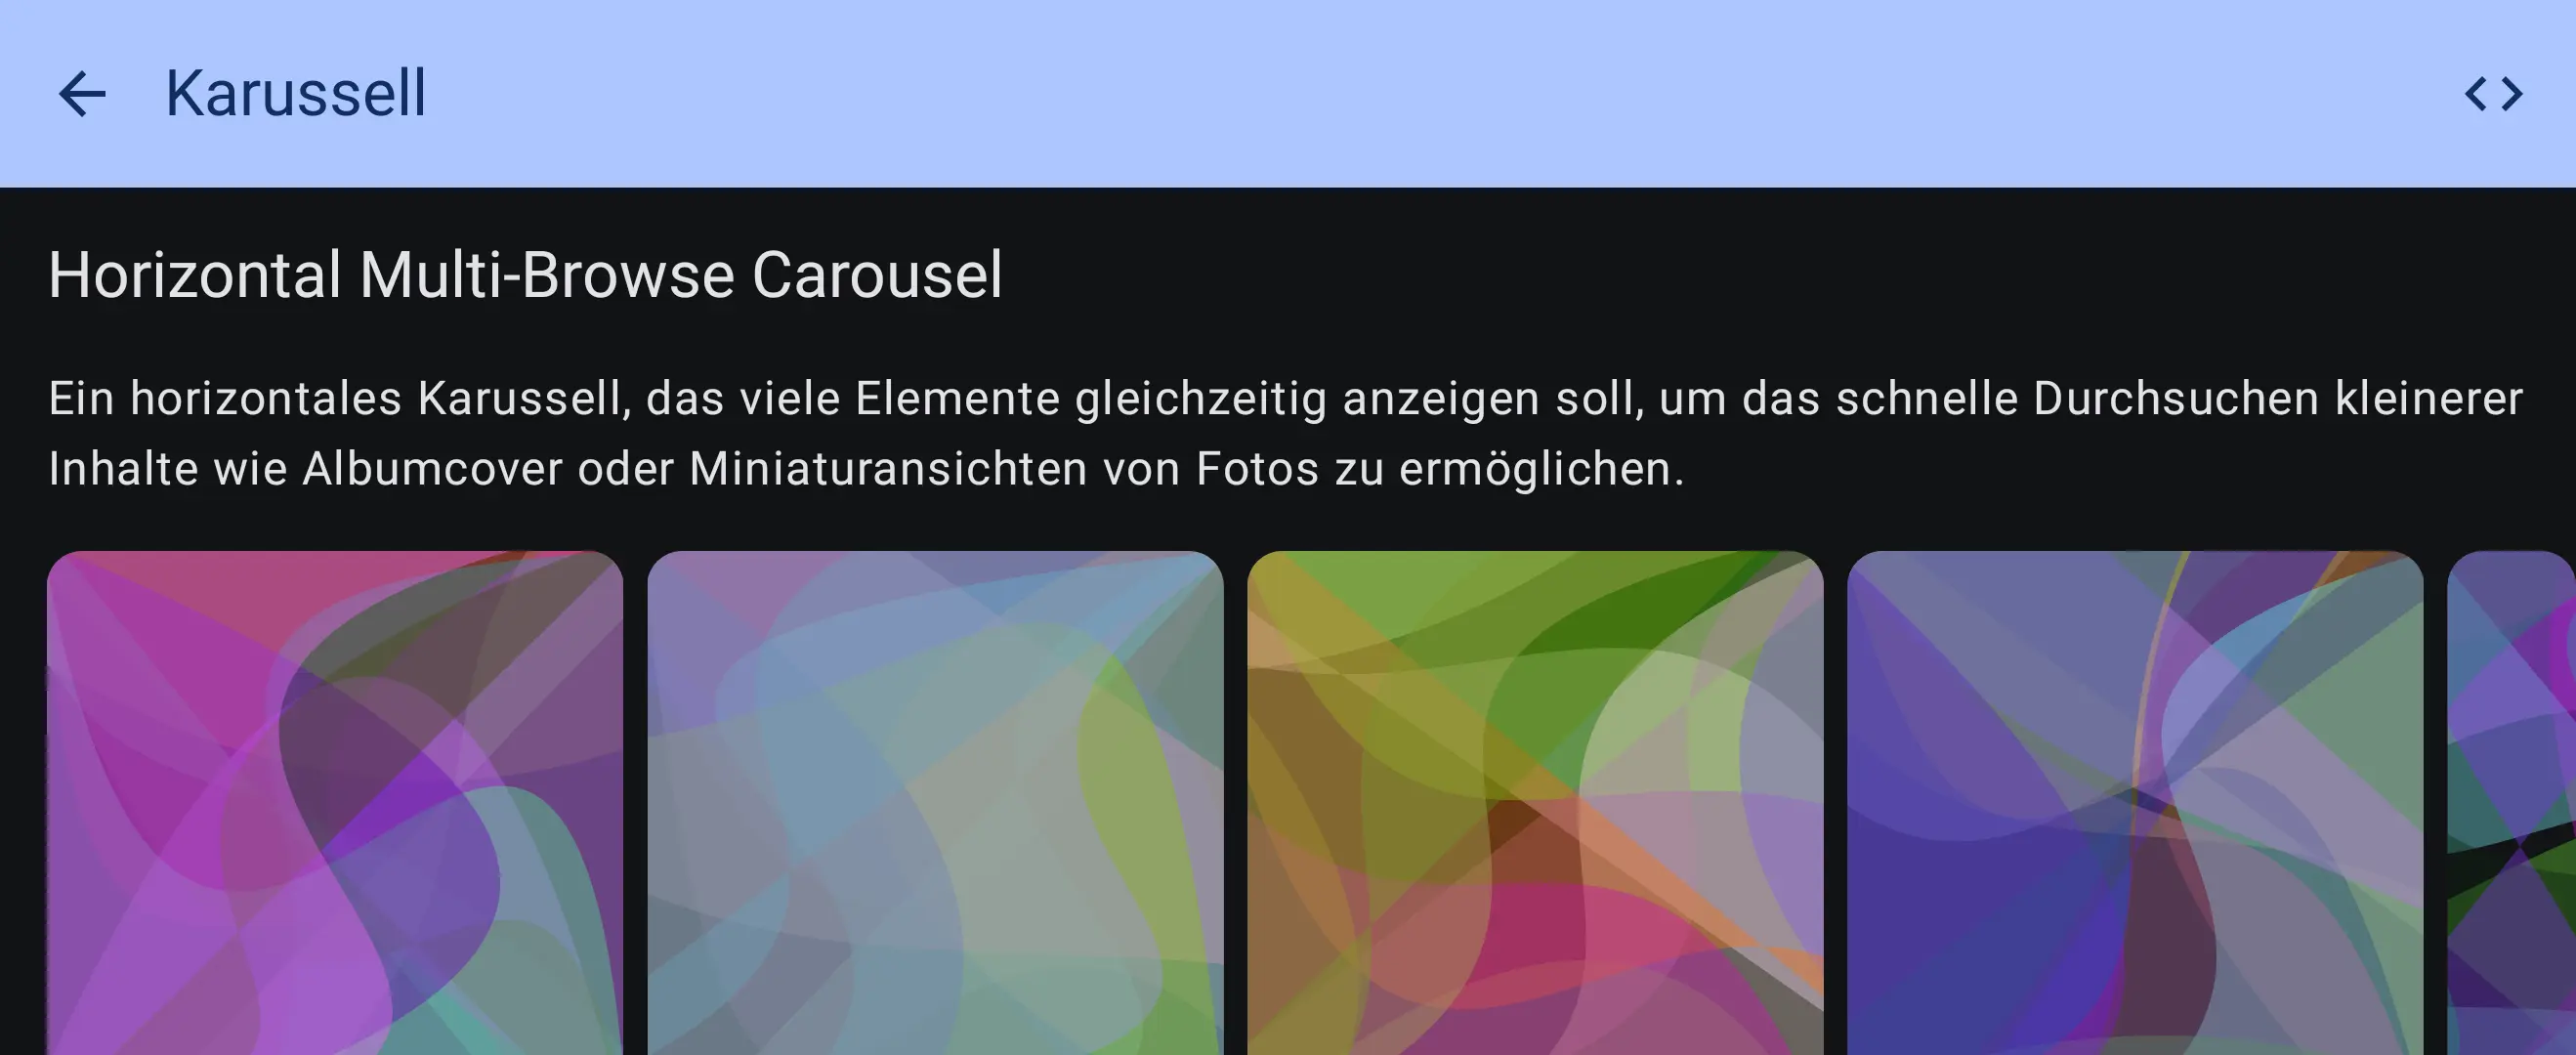 Karussell
Horizontal Multi-Browse Carousel
Ein horizontales Karussell, das viele Elemente gleichzeitig anzeigen soll, um das schnelle Durchsuchen kleinerer
Inhalte wie Albumcover oder Miniaturansichten von Fotos zu ermöglichen.